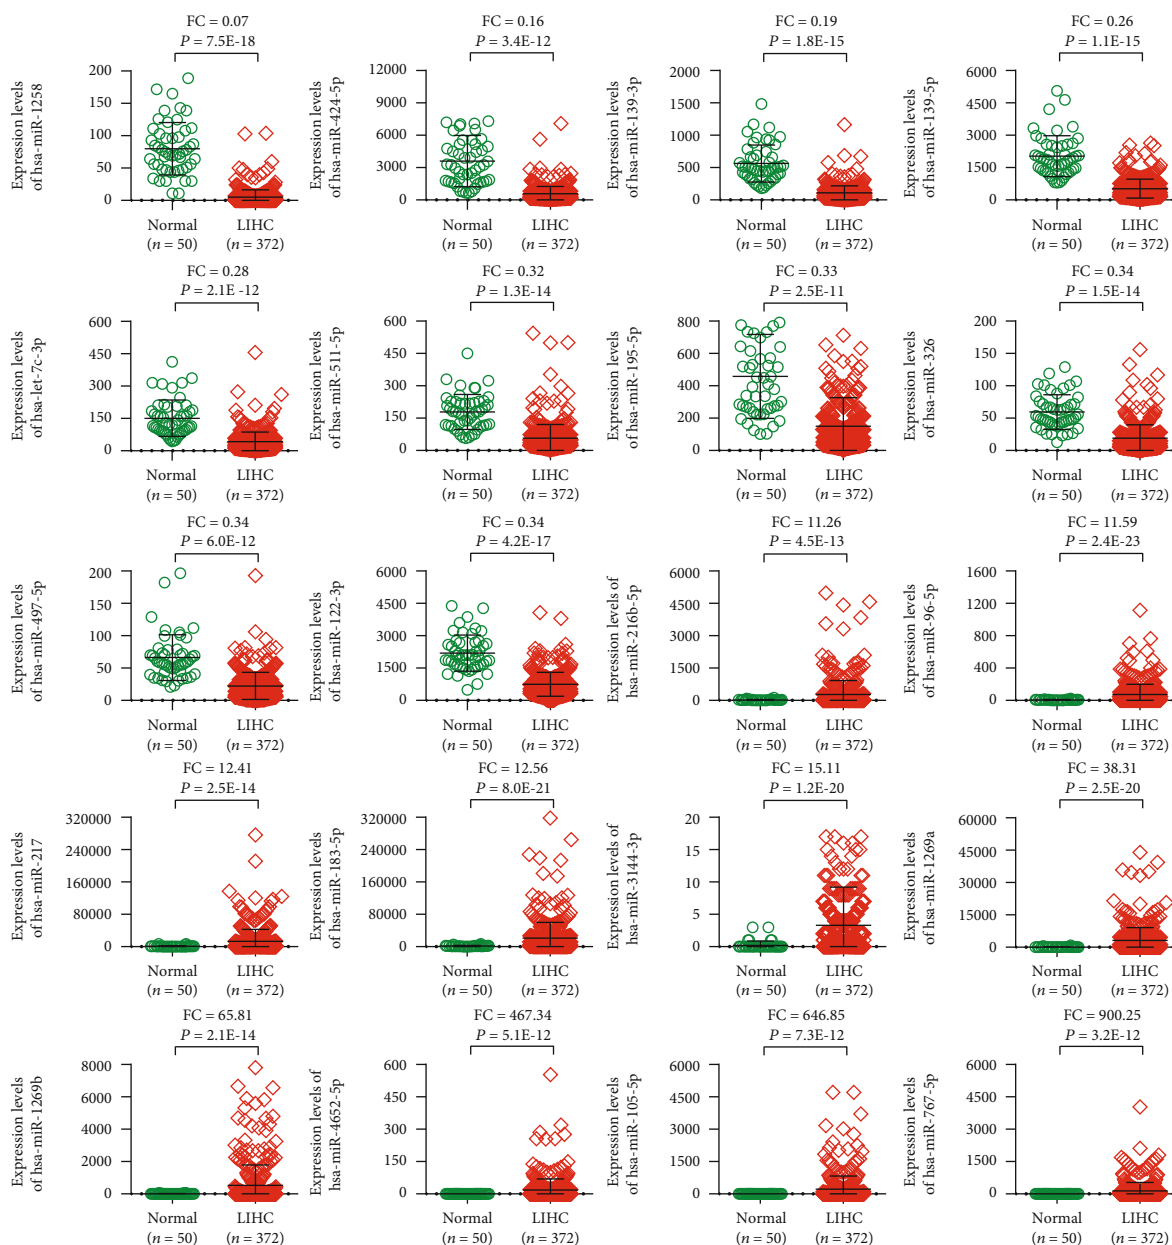 FC = 0.07
P = 7.5E-18
Expression levels
of hsa-miR-1258
200
150
100
50
0
Normal
(n = 50)
LIHC
(n = 372)
FC = 0.16
P = 3.4E-12
Expression levels
of hsa-miR-424-5p
12000
9000
6000
3000
0
Normal
(n = 50)
LIHC
(n = 372)
FC = 0.19
P = 1.8E-15
Expression levels
of hsa-miR-139-3p
2000
1500
1000
500
0
Normal
(n = 50)
LIHC
(n = 372)
FC = 0.26
P = 1.1E-15
Expression levels
of hsa-miR-139-5p
6000
4500
3000
1500
0
Normal
(n = 50)
LIHC
(n = 372)
FC = 0.28
P = 2.1E -12
Expression levels
of hsa-let-7c-3p
600
450
300
150
0
Normal
(n = 50)
LIHC
(n = 372)
FC = 0.32
P = 1.3E-14
Expression levels
of hsa-miR-511-5p
600
450
300
150
0
Normal
(n = 50)
LIHC
(n = 372)
FC = 0.33
P = 2.5E-11
Expression levels
of hsa-miR-195-5p
800
600
400
200
0
Normal
(n = 50)
LIHC
(n = 372)
FC = 0.34
P = 1.5E-14
Expression levels
of hsa-miR-326
200
150
100
50
0
Normal
(n = 50)
LIHC
(n = 372)
FC = 0.34
P = 6.0E-12
Expression levels
of hsa-miR-497-5p
200
150
100
50
0
Normal
(n = 50)
LIHC
(n = 372)
FC = 0.34
P = 4.2E-17
Expression levels
of hsa-miR-122-3p
6000
4500
3000
1500
0
Normal
(n = 50)
LIHC
(n = 372)
FC = 11.26
P = 4.5E-13
Expression levels of
hsa-miR-216b-5p
6000
4500
3000
1500
0
Normal
(n = 50)
LIHC
(n = 372)
FC = 11.59
P = 2.4E-23
Expression levels
of hsa-miR-96-5p
1600
1200
800
400
0
Normal
(n = 50)
LIHC
(n = 372)
FC = 12.41
P = 2.5E-14
Expression levels
of hsa-miR-217
320000
240000
160000
80000
0
Normal
(n = 50)
LIHC
(n = 372)
FC = 12.56
P = 8.0E-21
Expression levels
of hsa-miR-183-5p
320000
240000
160000
80000
0
Normal
(n = 50)
LIHC
(n = 372)
FC = 15.11
P = 1.2E-20
Expression levels of
hsa-miR-3144-3p
20
15
10
5
0
Normal
(n = 50)
LIHC
(n = 372)
FC = 38.31
P = 2.5E-20
Expression levels
of hsa-miR-1269a
60000
45000
30000
15000
0
Normal
(n = 50)
LIHC
(n = 372)
FC = 65.81
P = 2.1E-14
Expression levels
of hsa-miR-1269b
8000
6000
4000
2000
0
Normal
(n = 50)
LIHC
(n = 372)
FC = 467.34
P = 5.1E-12
Expression levels of
hsa-miR-4652-5p
600
450
300
150
0
Normal
(n = 50)
LIHC
(n = 372)
FC = 646.85
P = 7.3E-12
Expression levels
of hsa-miR-105-5p
6000
4500
3000
1500
0
Normal
(n = 50)
LIHC
(n = 372)
FC = 900.25
P = 3.2E-12
Expression levels
of hsa-miR-767-5p
6000
4500
3000
1500
0
Normal
(n = 50)
LIHC
(n = 372)